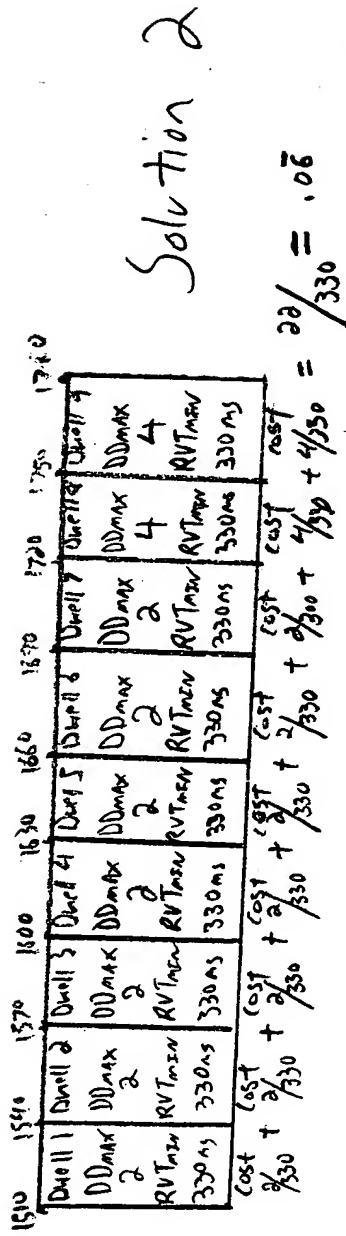 Solution 2
1510 1540 1570 1600 1630 1660 1690 1720 1750
Dwell 1 Dwell 2 Dwell 3 Dwell 4 Dwell 5 Dwell 6 Dwell 7 Dwell 8 Dwell 9
DDMAX DDMAX DDMAX DDMAX DDMAX DDMAX DDMAX DDMAX DDMAX
2 2 2 2 2 2 2 4 4
RVTMIN RVTMIN RVTMIN RVTMIN RVTMIN RVTMIN RVTMIN RVTMIN RVTMIN
330ms 330ms 330ms 330ms 330ms 330ms 330ms 330ms 330ms
cost cost cost cost cost cost cost cost cost
2/330 + 2/330 + 2/330 + 2/330 + 2/330 + 2/330 + 2/300 + 4/330 + 4/330 = 22/330 = .06̄